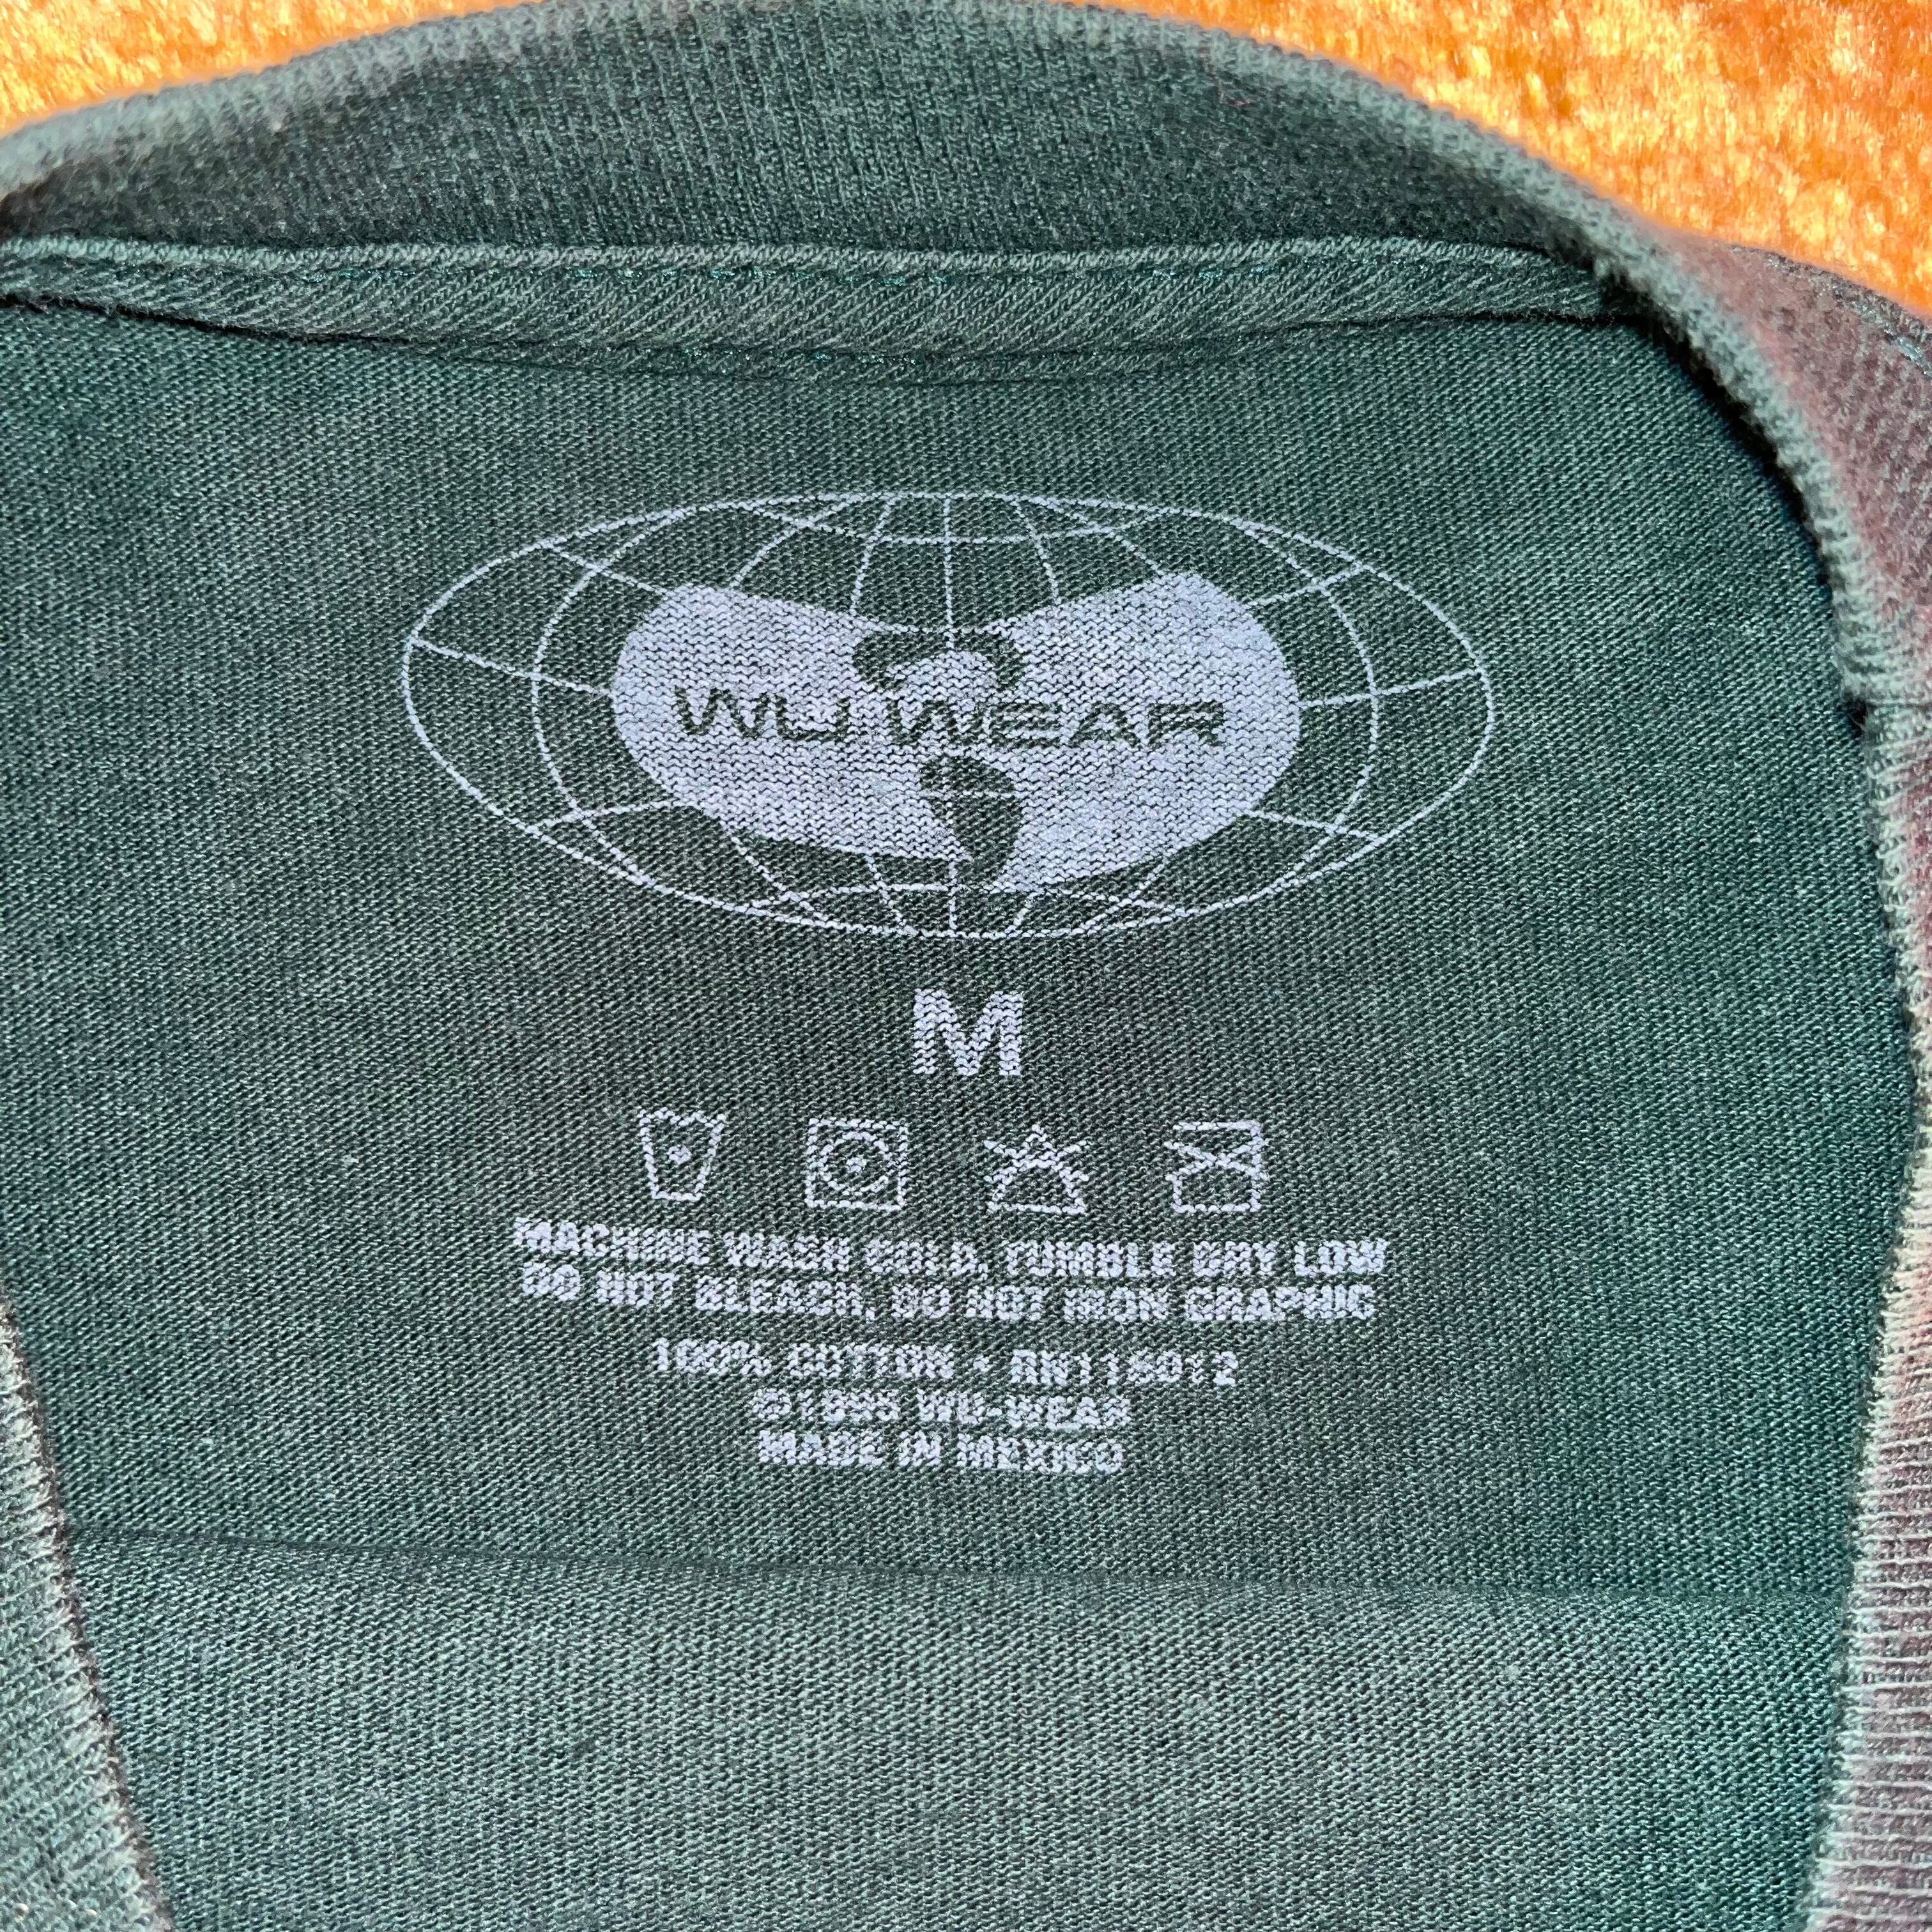 WU WEAR
M
MACHINE WASH COLD, TUMBLE DRY LOW
DO NOT BLEACH, DO NOT IRON GRAPHIC
100% COTTON • RN115012
©1995 WU-WEAR
MADE IN MEXICO